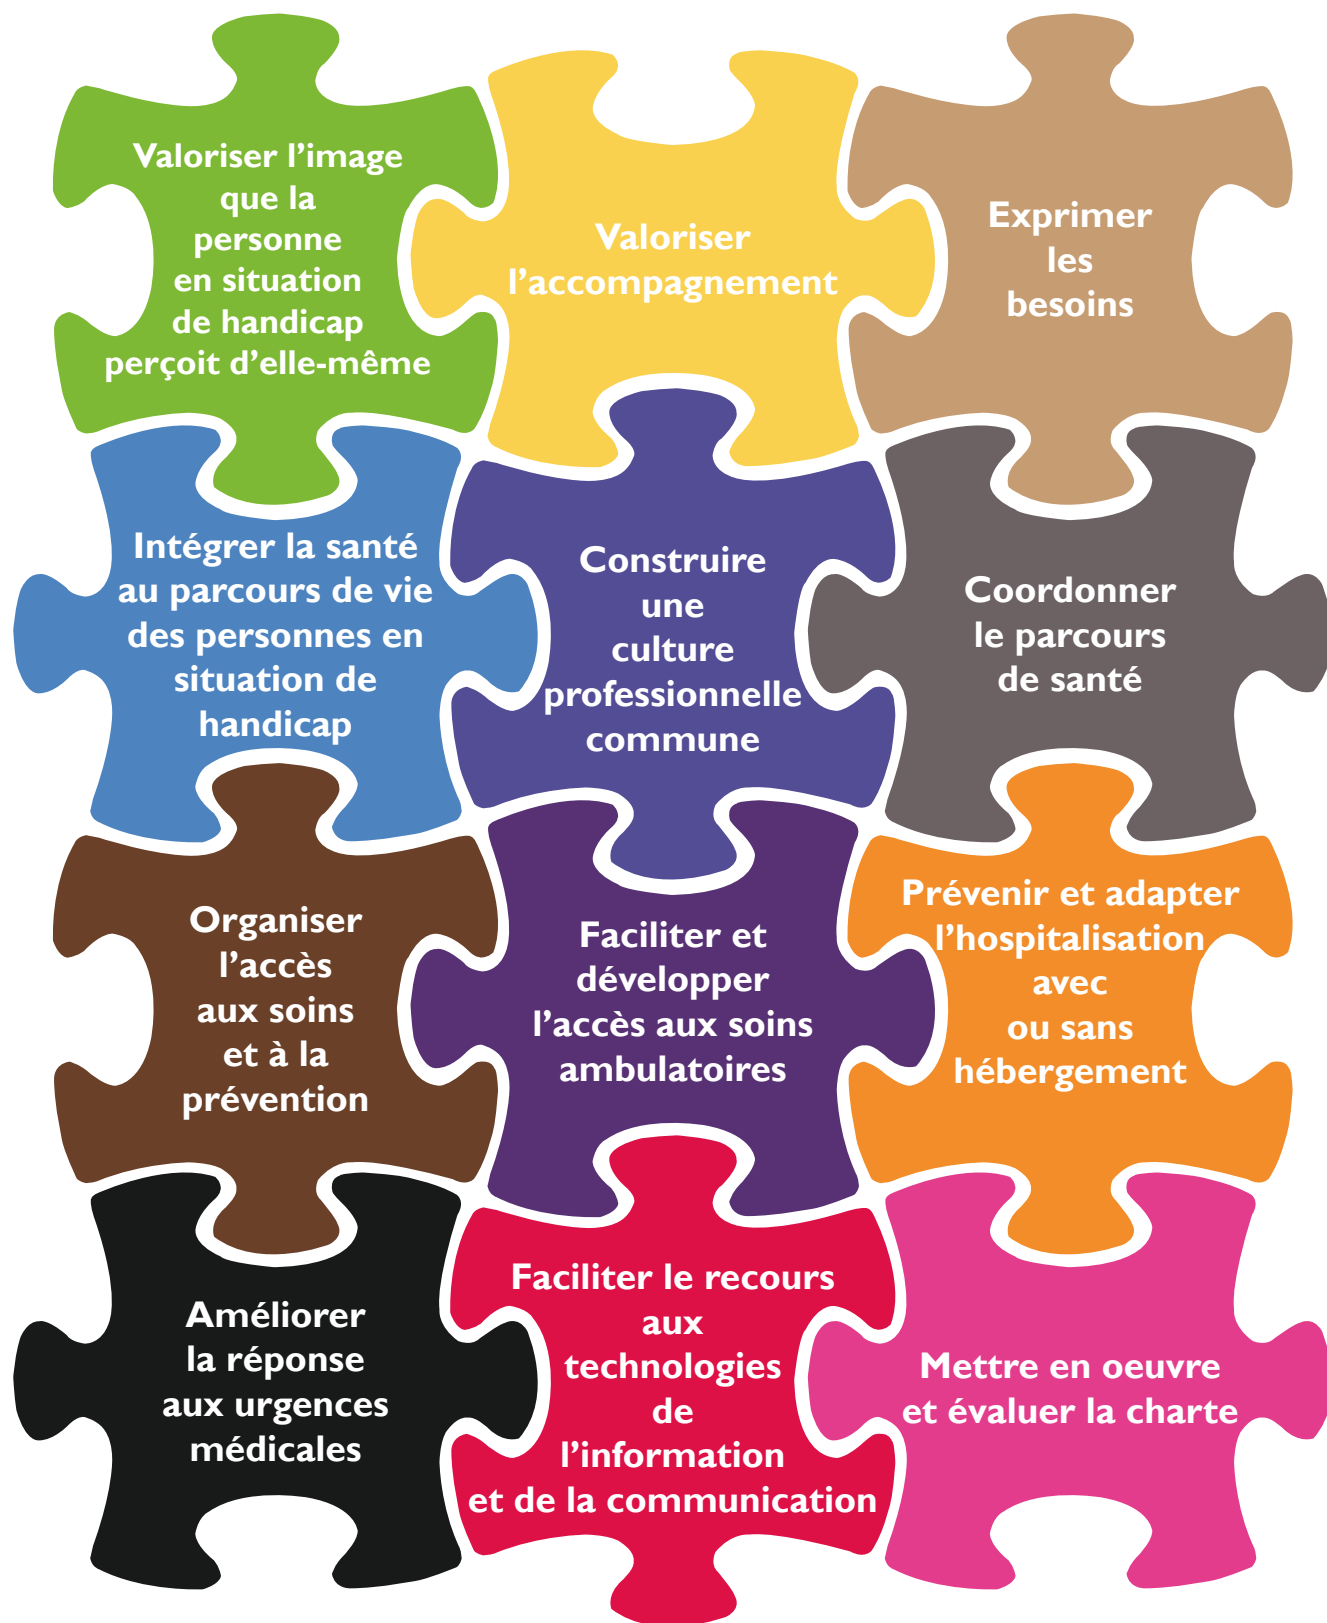 Valoriser l’image
que la
personne
en situation
de handicap
perçoit d’elle-même
Valoriser
l’accompagnement
Exprimer
les
besoins
Intégrer la santé
au parcours de vie
des personnes en
situation de
handicap
Construire
une
culture
professionnelle
commune
Coordonner
le parcours
de santé
Organiser
l’accès
aux soins
et à la
prévention
Faciliter et
développer
l’accès aux soins
ambulatoires
Prévenir et adapter
l’hospitalisation
avec
ou sans
hébergement
Améliorer
la réponse
aux urgences
médicales
Faciliter le recours
aux
technologies
de
l’information
et de la communication
Mettre en oeuvre
et évaluer la charte